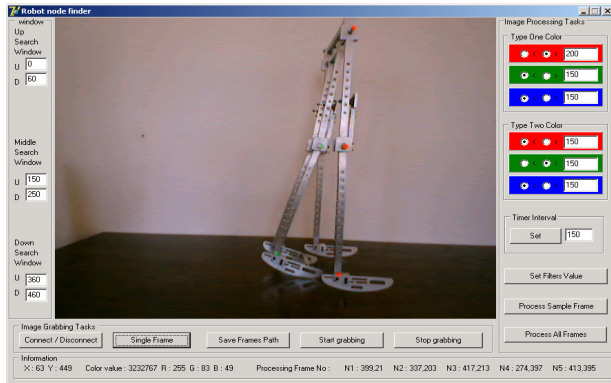 Robot node finder
window
Up
Search
Window
U 0
D 60
Middle
Search
Window
U 150
D 250
Down
Search
Window
U 360
D 460
Image Processing Tasks
Type One Color
< > 200
< > 150
< > 150
Type Two Color
< > 150
< > 150
< > 150
Timer Interval
Set 150
Set Filters Value
Process Sample Frame
Process All Frames
Image Grabbing Tasks
Connect / Disconnect Single Frame Save Frames Path Start grabbing Stop grabbing
Information
X : 63 Y : 449 Color value : 3232767 R : 255 G : 83 B : 49 Processing Frame No : N1 : 399,21 N2 : 337,203 N3 : 417,213 N4 : 274,397 N5 : 413,395